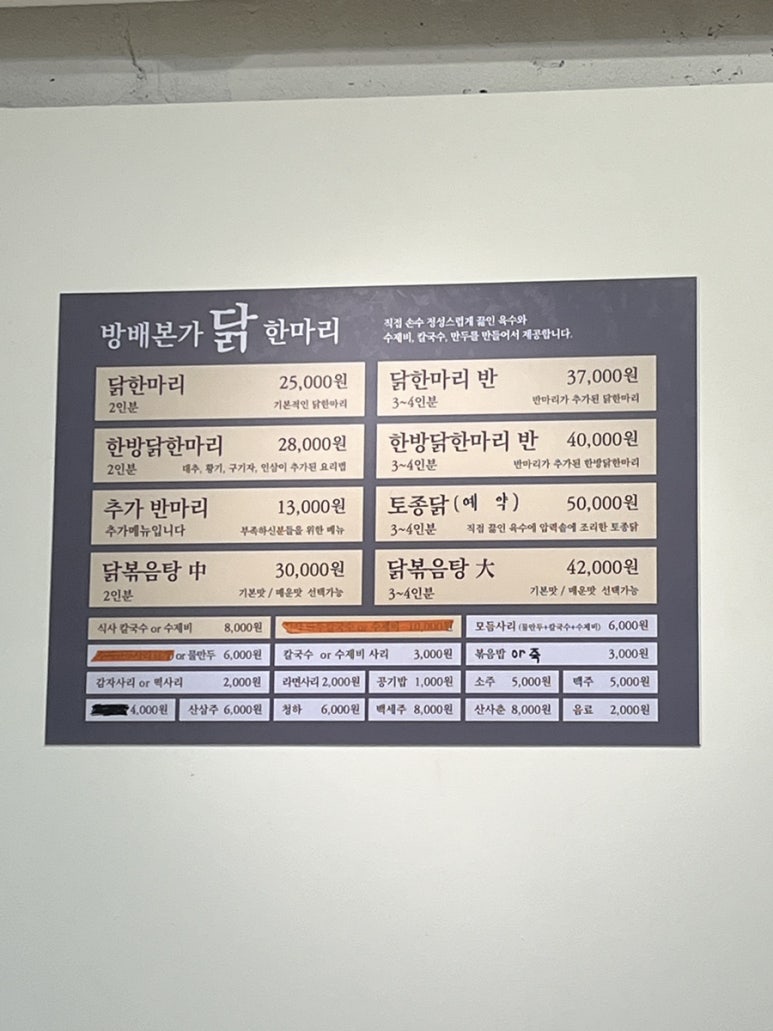 방배본가 닭 한마리
직접 손수 정성스럽게 끓인 육수와
수제비, 칼국수, 만두를 만들어서 제공합니다.
닭한마리 25,000원
2인분 기본적인 닭한마리
닭한마리 반 37,000원
3~4인분 반마리가 추가된 닭한마리
한방닭한마리 28,000원
2인분 대추, 황기, 구기자, 인삼이 추가된 요리법
한방닭한마리 반 40,000원
3~4인분 반마리가 추가된 한방닭한마리
추가 반마리 13,000원
추가메뉴입니다 부족하신분들을 위한 메뉴
토종닭 (예 약) 50,000원
3~4인분 직접 끓인 육수에 압력솥에 조리한 토종닭
닭볶음탕 中 30,000원
2인분 기본맛 / 매운맛 선택가능
닭볶음탕 大 42,000원
3~4인분 기본맛 / 매운맛 선택가능
식사 칼국수 or 수제비 8,000원
10,000원
모듬사리 (물만두+칼국수+수제비) 6,000원
or 물만두 6,000원
칼국수 or 수제비 사리 3,000원
볶음밥 or 죽 3,000원
감자사리 or 떡사리 2,000원
라면사리 2,000원
공기밥 1,000원
소주 5,000원
맥주 5,000원
4,000원
산삼주 6,000원
청하 6,000원
백세주 8,000원
산사춘 8,000원
음료 2,000원